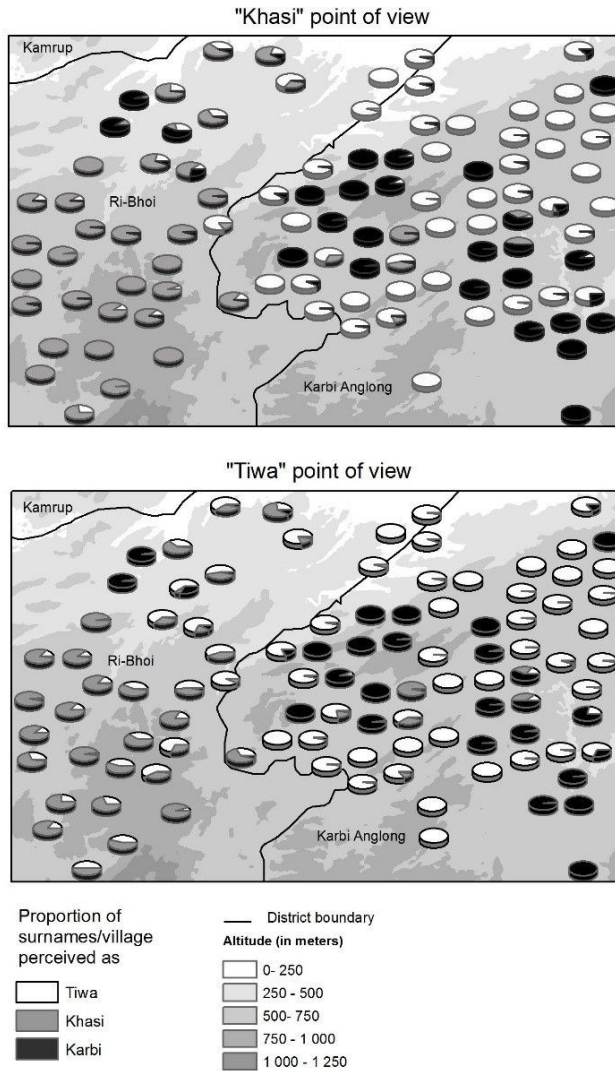 "Khasi" point of view
Kamrup
Ri-Bhoi
Karbi Anglong
"Tiwa" point of view
Kamrup
Ri-Bhoi
Karbi Anglong
Proportion of
surnames/village
perceived as
Tiwa
Khasi
Karbi
District boundary
Altitude (in meters)
0- 250
250 - 500
500- 750
750 - 1 000
1 000 - 1 250